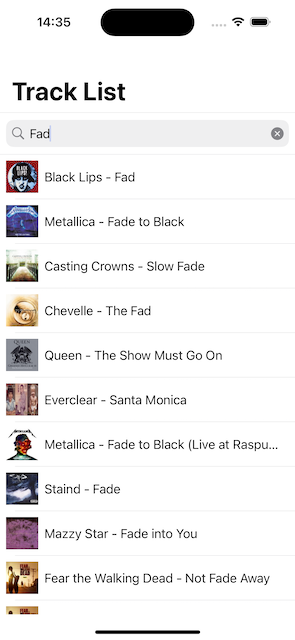 14:35
Track List
Fad
Black Lips - Fad
Metallica - Fade to Black
Casting Crowns - Slow Fade
Chevelle - The Fad
Queen - The Show Must Go On
Everclear - Santa Monica
Metallica - Fade to Black (Live at Raspu...
Staind - Fade
Mazzy Star - Fade into You
Fear the Walking Dead - Not Fade Away